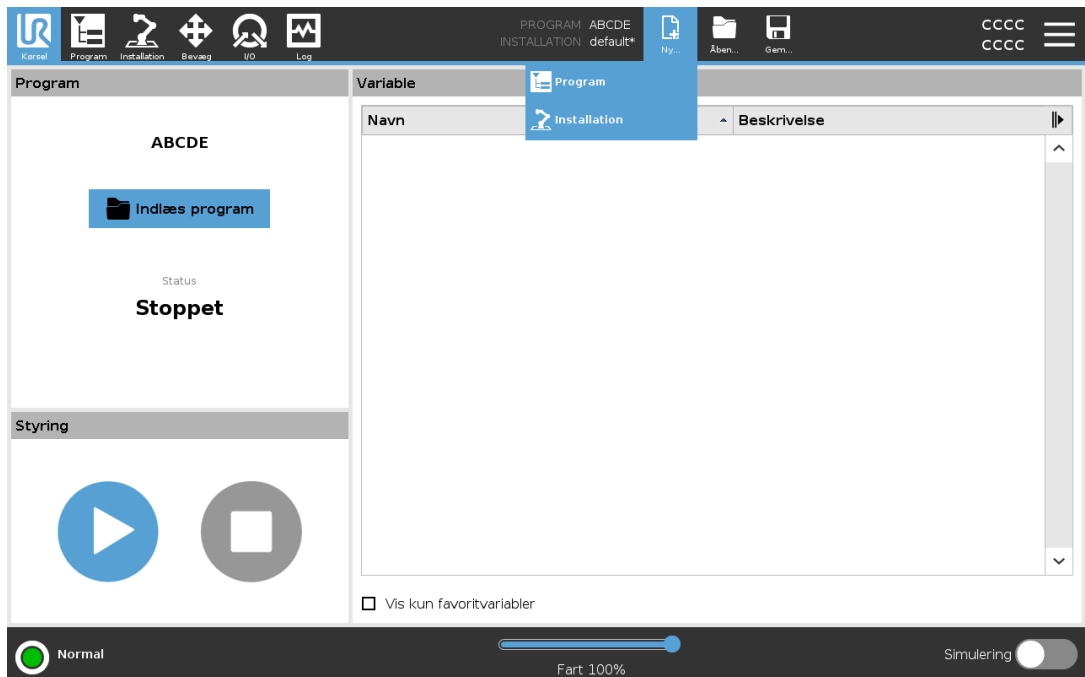 Kørsel
Program
Installation
Bevæg
I/O
Log
PROGRAM ABCDE
INSTALLATION default*
Ny...
Åben...
Gem...
CCCC
CCCC
Program
Installation
Program
ABCDE
Indlæs program
Status
Stoppet
Styring
Variable
Navn
Beskrivelse
Vis kun favoritvariabler
Normal
Fart 100%
Simulering